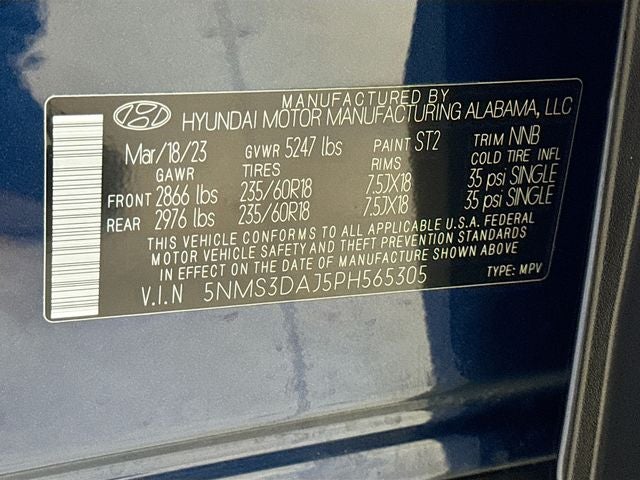 MANUFACTURED BY
HYUNDAI MOTOR MANUFACTURING ALABAMA, LLC
Mar/18/23 GVWR 5247 lbs PAINT ST2 TRIM NNB
GAWR TIRES RIMS COLD TIRE INFL
FRONT 2866 lbs 235/60R18 7.5JX18 35 psi SINGLE
REAR 2976 lbs 235/60R18 7.5JX18 35 psi SINGLE
THIS VEHICLE CONFORMS TO ALL APPLICABLE U.S.A. FEDERAL
MOTOR VEHICLE SAFETY AND THEFT PREVENTION STANDARDS
IN EFFECT ON THE DATE OF MANUFACTURE SHOWN ABOVE
V.I.N 5NMS3DAJ5PH565305 TYPE: MPV